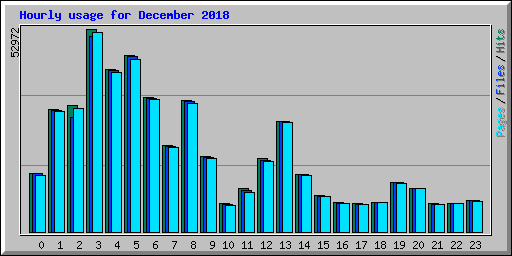 Hourly usage for December 2018
52972
Pages/Files/Hits
0 1 2 3 4 5 6 7 8 9 10 11 12 13 14 15 16 17 18 19 20 21 22 23